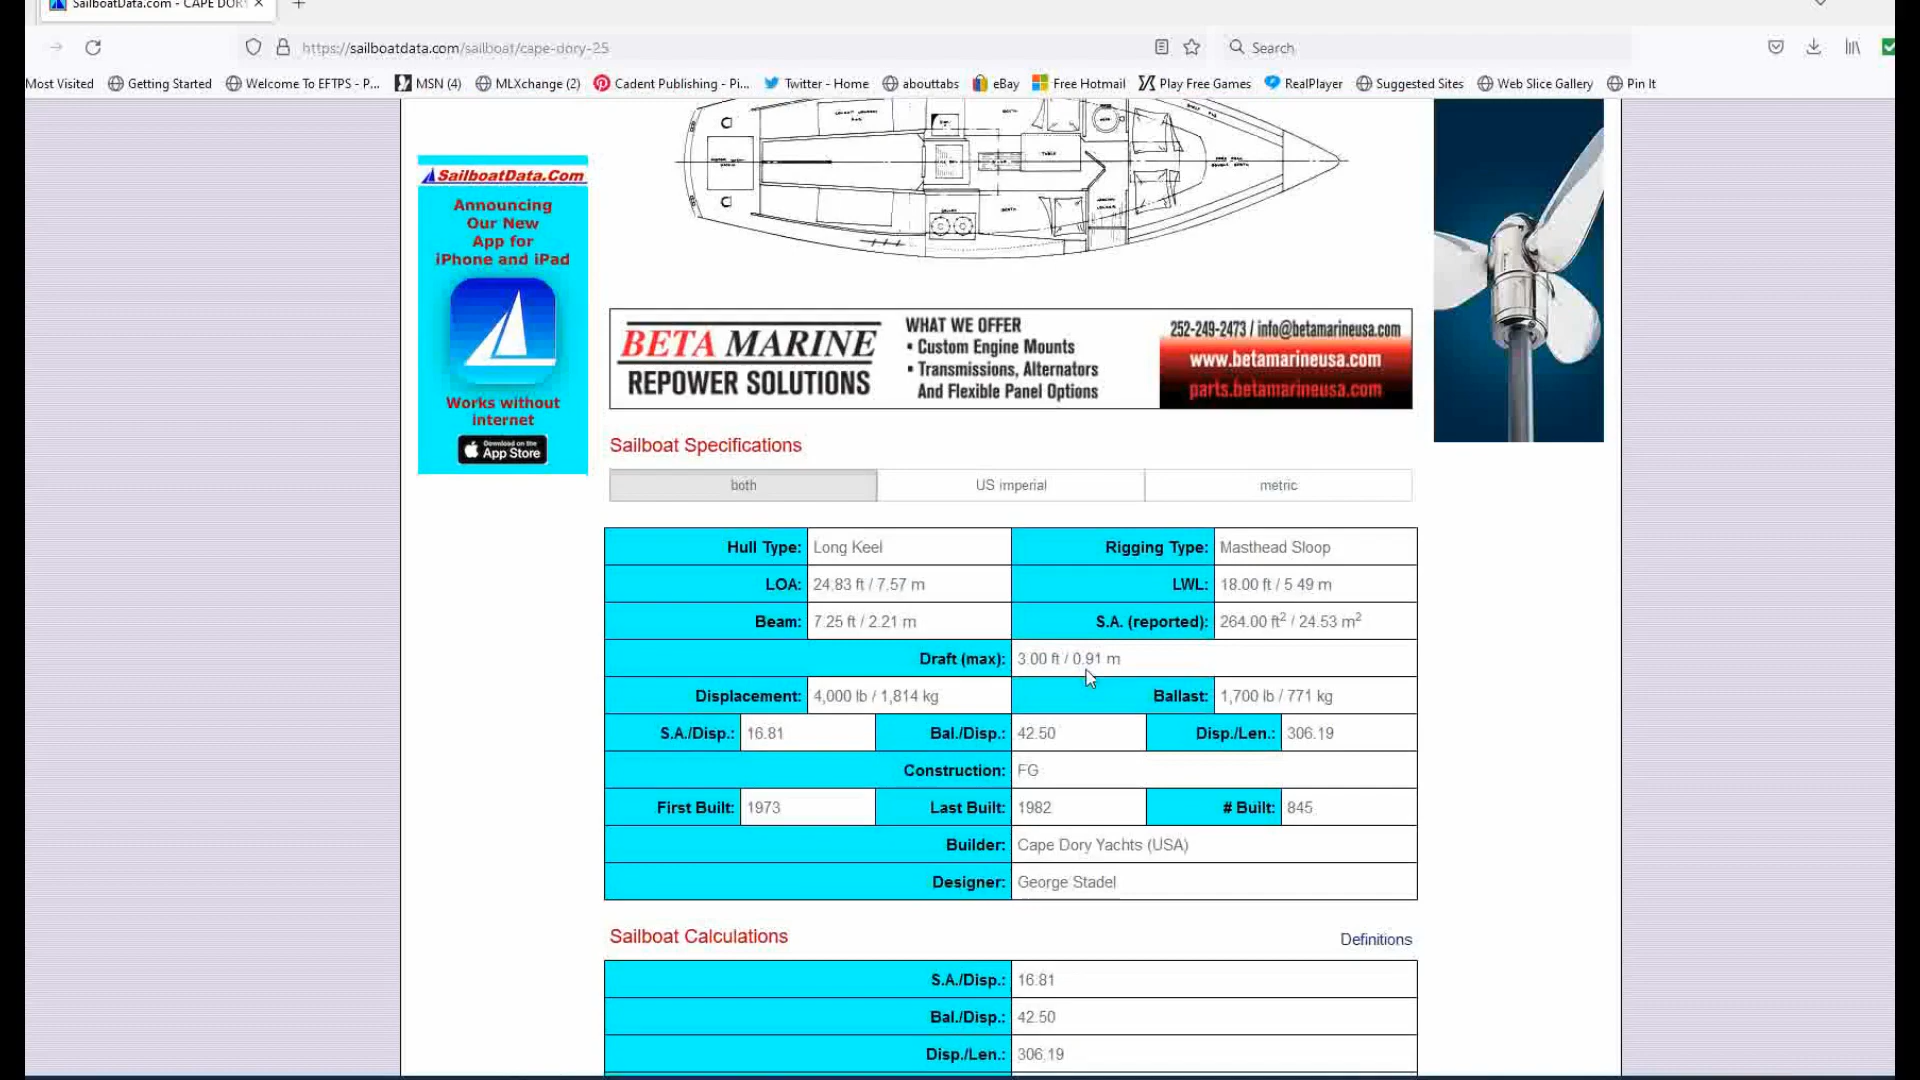 SailboatData.com - CAPE DORY
https://sailboatdata.com/sailboat/cape-dory-25
Search
Most Visited
Getting Started
Welcome To EFTPS - P...
MSN (4)
MLXchange (2)
Cadent Publishing - Pi...
Twitter - Home
abouttabs
eBay
Free Hotmail
Play Free Games
RealPlayer
Suggested Sites
Web Slice Gallery
Pin It
SailboatData.Com
Announcing
Our New
App for
iPhone and iPad
Works without
internet
Download on the
App Store
TABLE
BETA MARINE
REPOWER SOLUTIONS
WHAT WE OFFER
• Custom Engine Mounts
• Transmissions, Alternators
And Flexible Panel Options
252-249-2473 / info@betamarineusa.com
www.betamarineusa.com
parts.betamarineusa.com
Sailboat Specifications
both US imperial metric
Hull Type: Long Keel Rigging Type: Masthead Sloop
LOA: 24.83 ft / 7.57 m LWL: 18.00 ft / 5.49 m
Beam: 7.25 ft / 2.21 m S.A. (reported): 264.00 ft² / 24.53 m²
Draft (max): 3.00 ft / 0.91 m
Displacement: 4,000 lb / 1,814 kg Ballast: 1,700 lb / 771 kg
S.A./Disp.: 16.81 Bal./Disp.: 42.50 Disp./Len.: 306.19
Construction: FG
First Built: 1973 Last Built: 1982 # Built: 845
Builder: Cape Dory Yachts (USA)
Designer: George Stadel
Sailboat Calculations
Definitions
S.A./Disp.: 16.81
Bal./Disp.: 42.50
Disp./Len.: 306.19